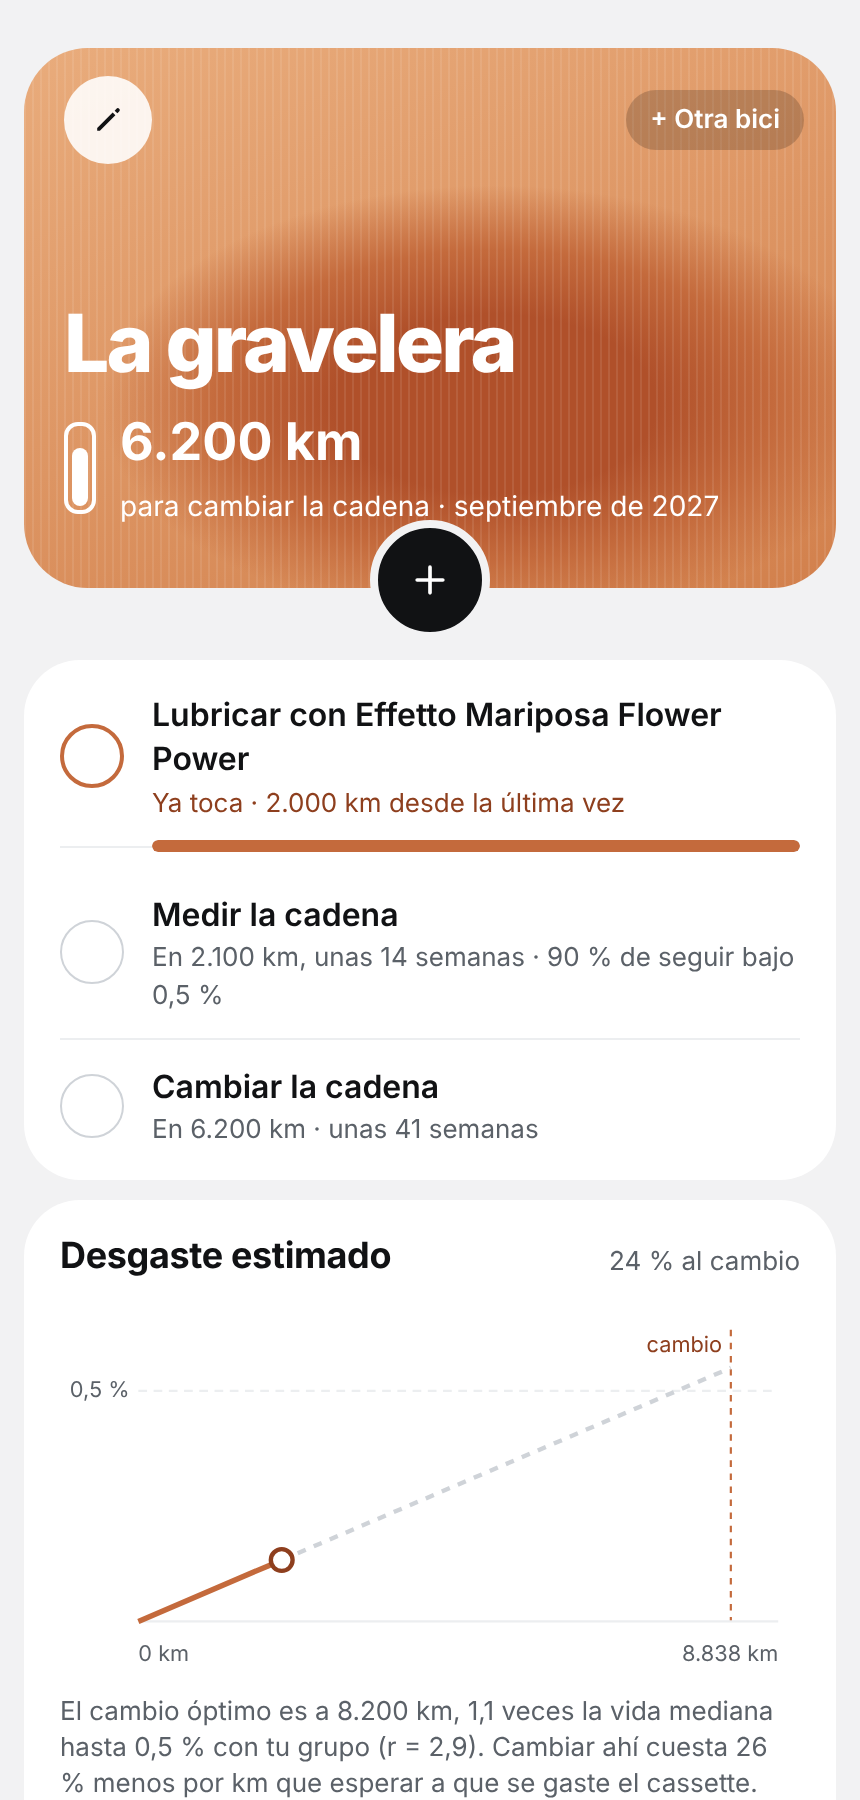 + Otra bici
La gravelera
6.200 km
para cambiar la cadena · septiembre de 2027
+
Lubricar con Effetto Mariposa Flower
Power
Ya toca · 2.000 km desde la última vez
Medir la cadena
En 2.100 km, unas 14 semanas · 90 % de seguir bajo
0,5 %
Cambiar la cadena
En 6.200 km · unas 41 semanas
Desgaste estimado
24 % al cambio
cambio
0,5 %
0 km
8.838 km
El cambio óptimo es a 8.200 km, 1,1 veces la vida mediana
hasta 0,5 % con tu grupo (r = 2,9). Cambiar ahí cuesta 26
% menos por km que esperar a que se gaste el cassette.